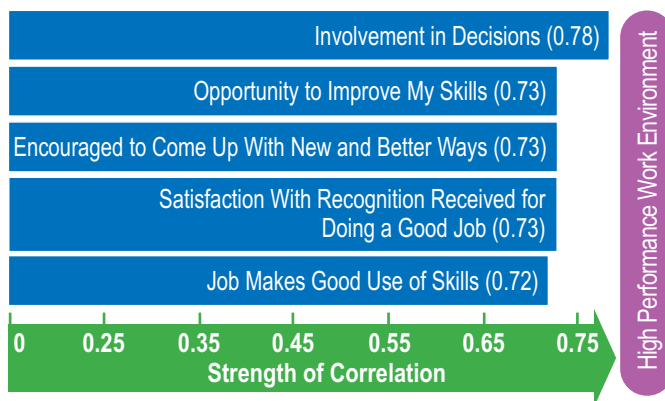 Involvement in Decisions (0.78)
Opportunity to Improve My Skills (0.73)
Encouraged to Come Up With New and Better Ways (0.73)
Satisfaction With Recognition Received for
Doing a Good Job (0.73)
Job Makes Good Use of Skills (0.72)
0 0.25 0.35 0.45 0.55 0.65 0.75
Strength of Correlation
High Performance Work Environment